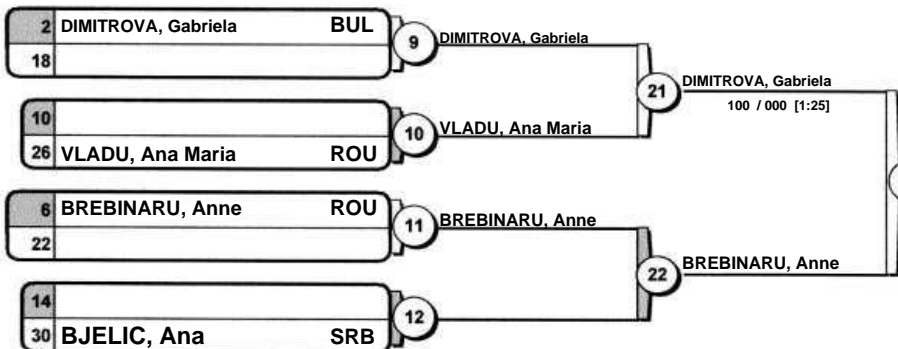 2 DIMITROVA, Gabriela BUL
18
9 DIMITROVA, Gabriela
10
26 VLADU, Ana Maria ROU
10 VLADU, Ana Maria
21 DIMITROVA, Gabriela
100 / 000 [1:25]
6 BREBINARU, Anne ROU
22
11 BREBINARU, Anne
14
30 BJELIC, Ana SRB
12
22 BREBINARU, Anne